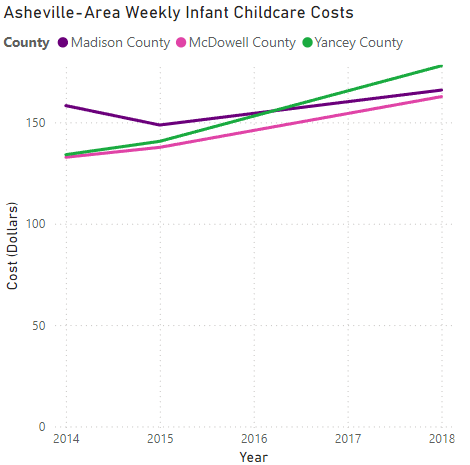 Asheville-Area Weekly Infant Childcare Costs
County Madison County McDowell County Yancey County
150
100
50
0
Cost (Dollars)
2014 2015 2016 2017 2018
Year